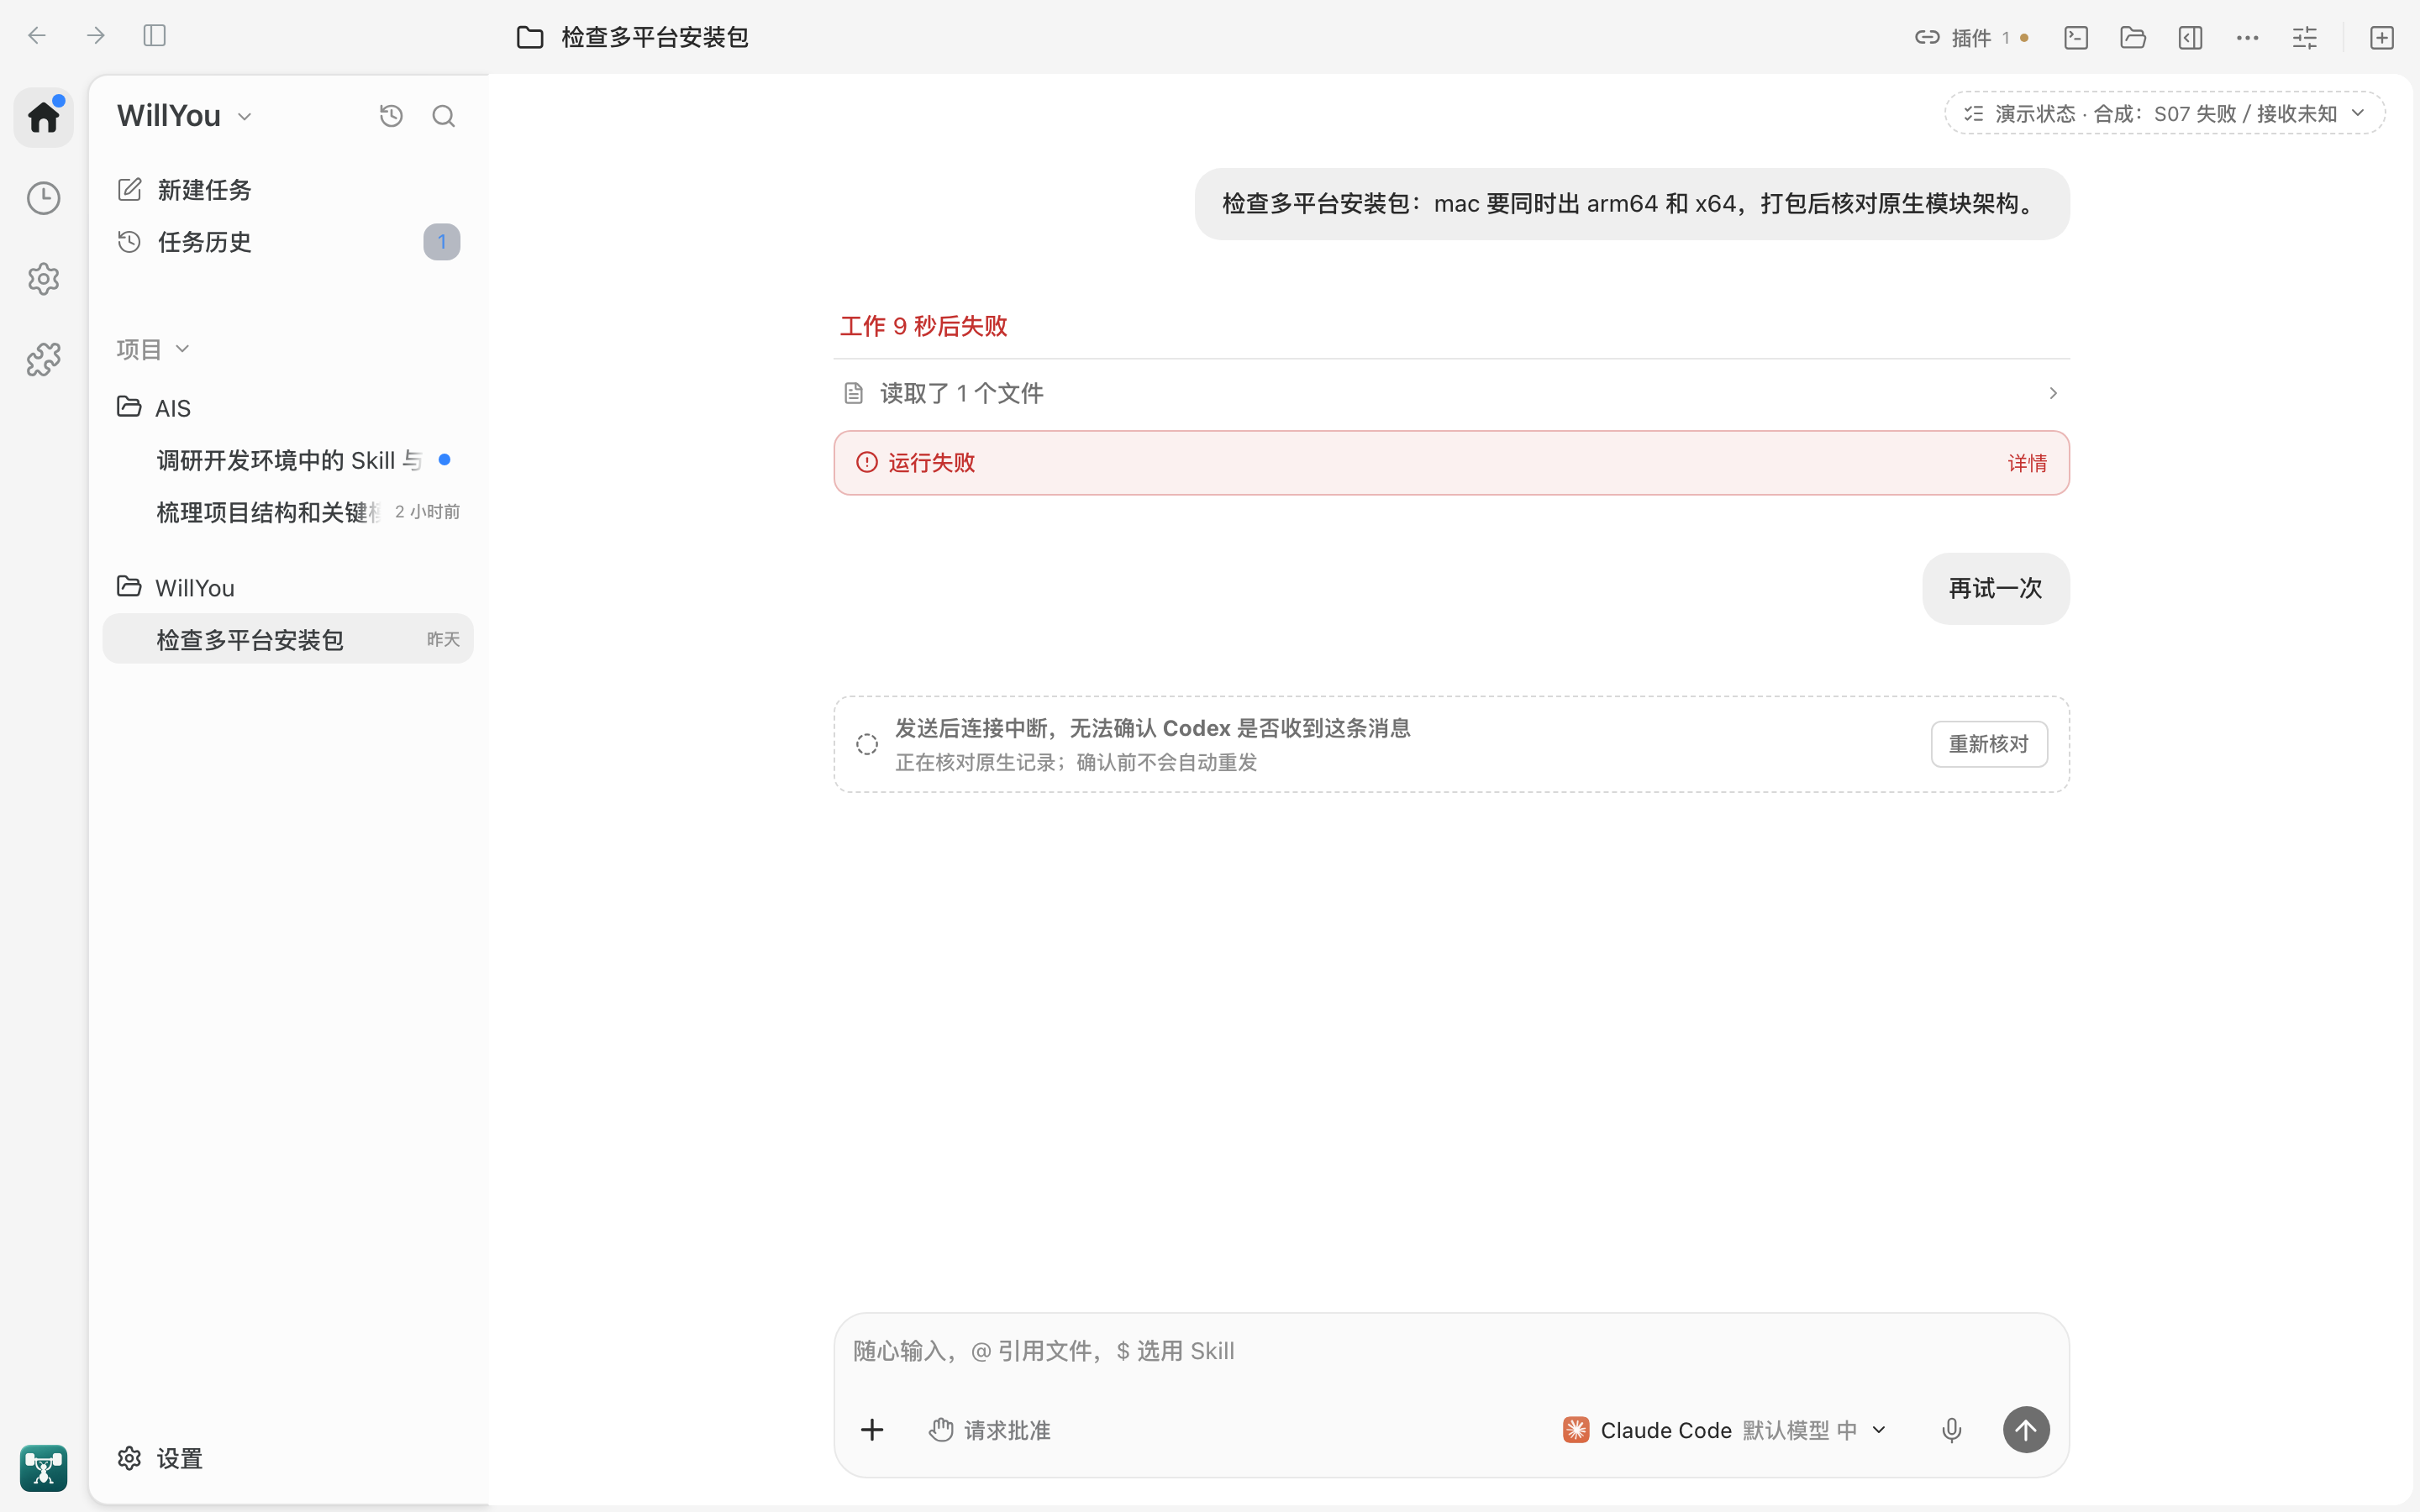 检查多平台安装包
插件 1
WillYou
演示状态 · 合成：S07 失败 / 接收未知
新建任务
任务历史 1
项目
AIS
调研开发环境中的 Skill 与
梳理项目结构和关键 2 小时前
WillYou
检查多平台安装包 昨天
设置
检查多平台安装包：mac 要同时出 arm64 和 x64，打包后核对原生模块架构。
工作 9 秒后失败
读取了 1 个文件
运行失败 详情
再试一次
发送后连接中断，无法确认 Codex 是否收到这条消息
正在核对原生记录；确认前不会自动重发
重新核对
随心输入，@ 引用文件，$ 选用 Skill
请求批准
Claude Code 默认模型 中